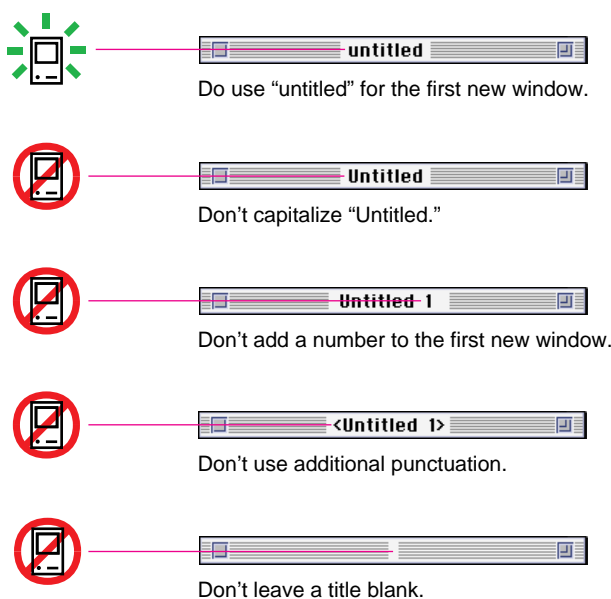 untitled
Do use “untitled” for the first new window.
Untitled
Don’t capitalize “Untitled.”
Untitled 1
Don’t add a number to the first new window.
<Untitled 1>
Don’t use additional punctuation.
Don’t leave a title blank.